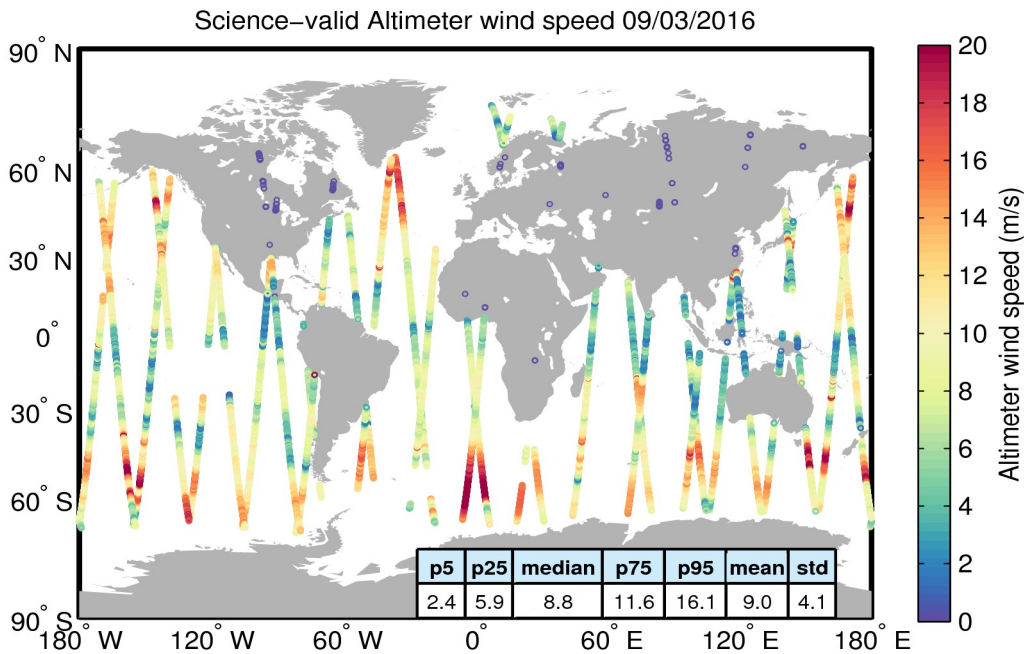 Science−valid Altimeter wind speed 09/03/2016
90° N
60° N
30° N
0°
30° S
60° S
90° S
180° W
120° W
60° W
0°
60° E
120° E
180° E
p5 p25 median p75 p95 mean std
2.4 5.9 8.8 11.6 16.1 9.0 4.1
20
18
16
14
12
10
8
6
4
2
0
Altimeter wind speed (m/s)